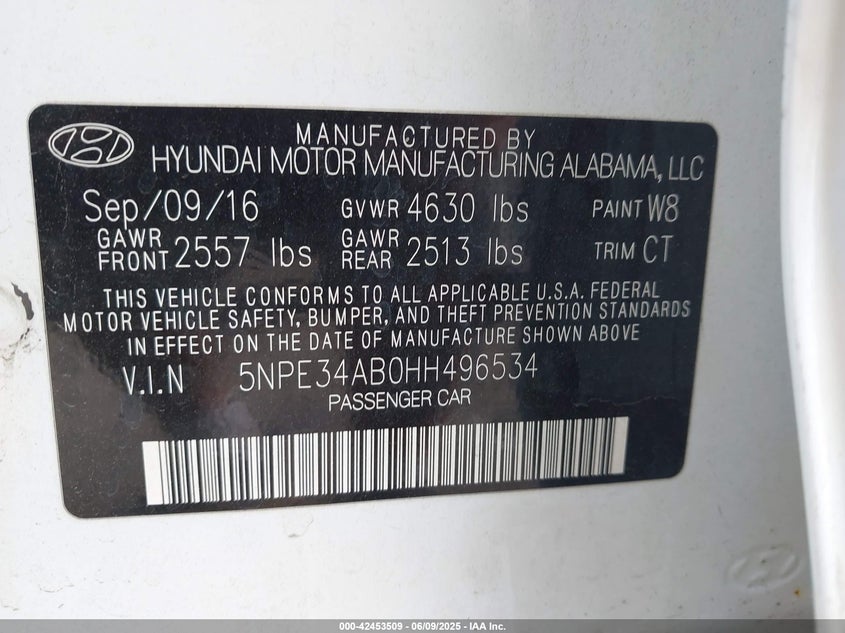 MANUFACTURED BY
HYUNDAI MOTOR MANUFACTURING ALABAMA, LLC
Sep/09/16 GVWR 4630 lbs PAINT W8
GAWR FRONT 2557 lbs GAWR REAR 2513 lbs TRIM CT
THIS VEHICLE CONFORMS TO ALL APPLICABLE U.S.A. FEDERAL
MOTOR VEHICLE SAFETY, BUMPER, AND THEFT PREVENTION STANDARDS
IN EFFECT ON THE DATE OF MANUFACTURE SHOWN ABOVE
V.I.N 5NPE34AB0HH496534
PASSENGER CAR
000-42453509 - 06/09/2025 - IAA Inc.